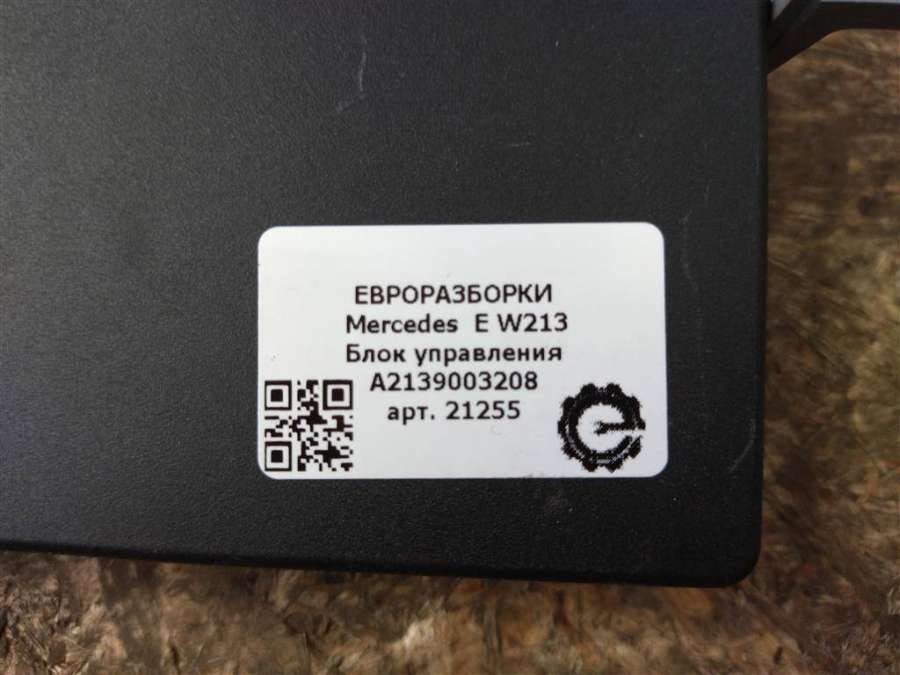 ЕВРОРАЗБОРКИ
Mercedes E W213
Блок управления
A2139003208
арт. 21255